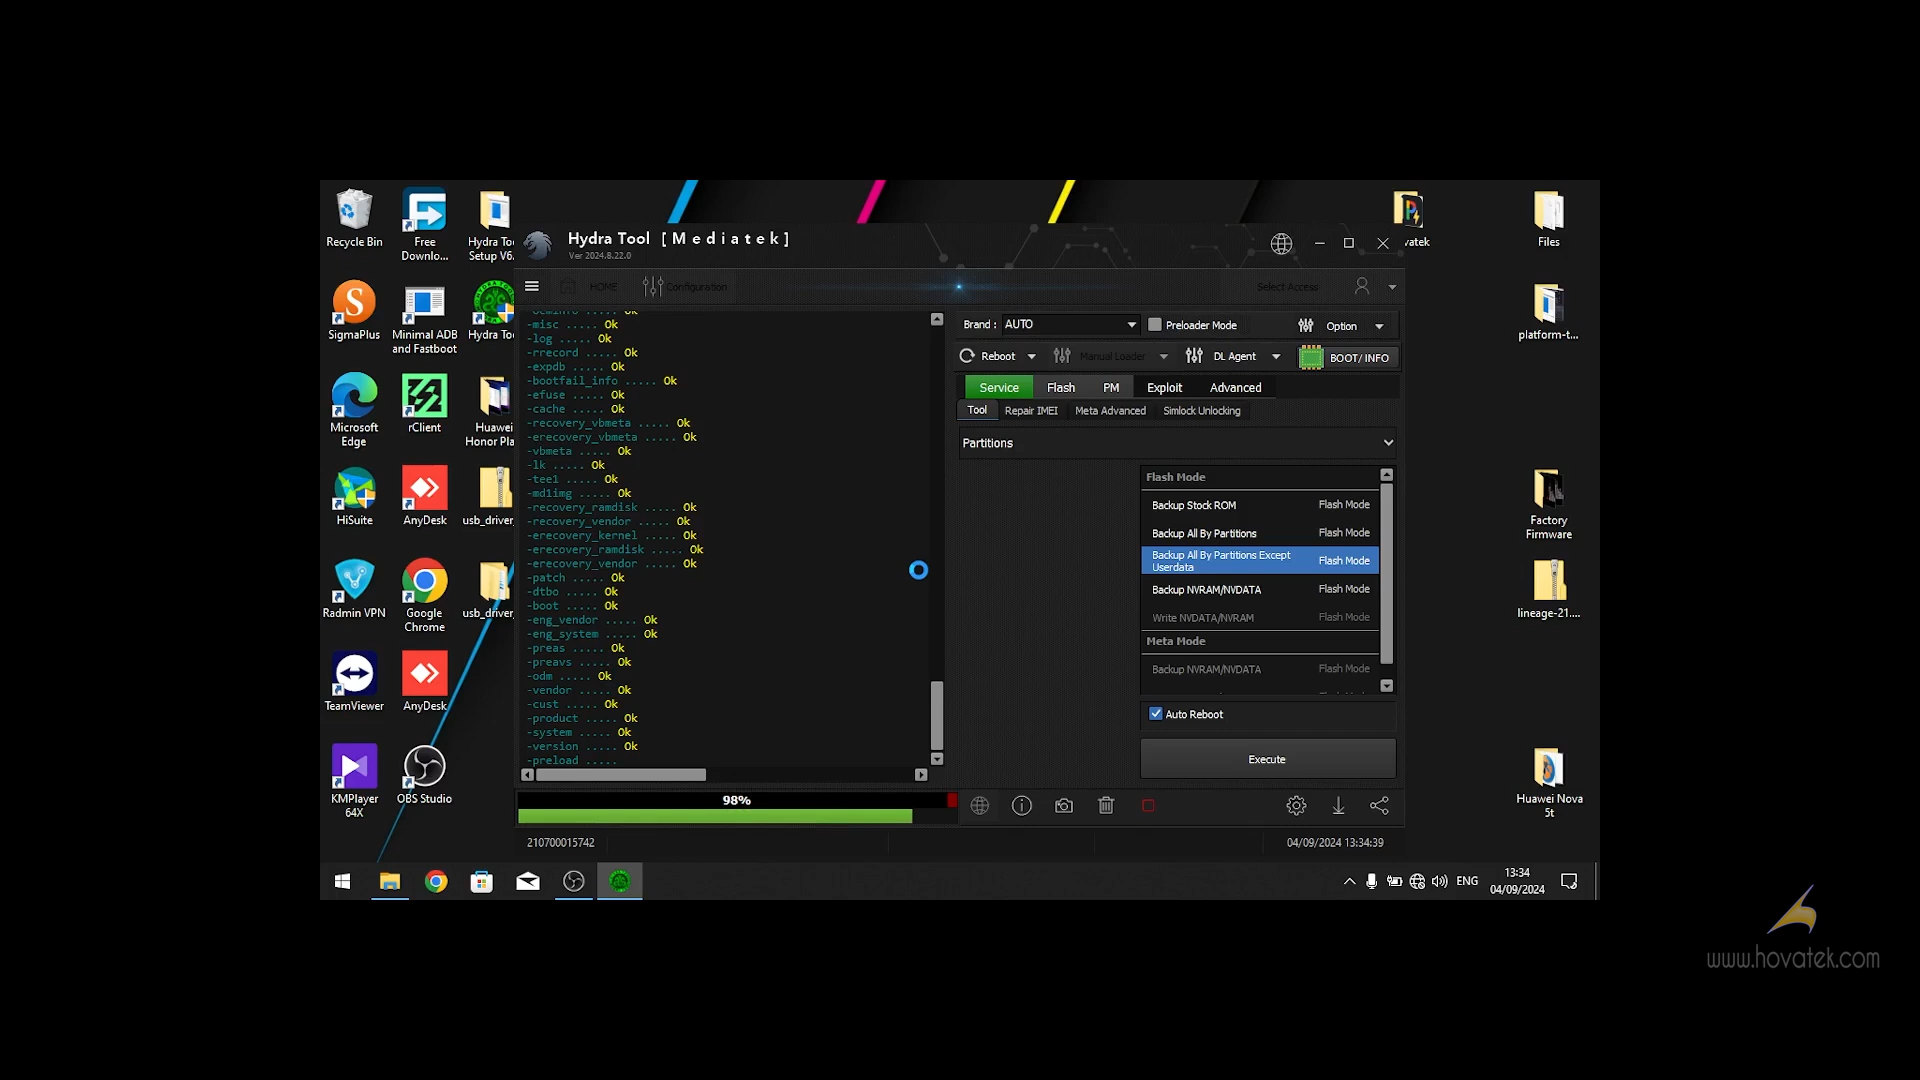 Recycle Bin
Free
Downlo...
Hydra To
Setup V6.
SigmaPlus
Minimal ADB
and Fastboot
Hydra To
Microsoft
Edge
rClient
Huawei
Honor Pla
HiSuite
AnyDesk
usb_driver
Radmin VPN
Google
Chrome
usb_driver
TeamViewer
AnyDesk
KMPlayer
64X
OBS Studio
Hydra Tool [ M e d i a t e k ]
Ver 2024.8.22.0
HOME
Configuration
Select Access
-misc ..... Ok
-log ..... Ok
-rrecord ..... Ok
-expdb ..... Ok
-bootfail_info ..... Ok
-efuse ..... Ok
-cache ..... Ok
-recovery_vbmeta ..... Ok
-erecovery_vbmeta ..... Ok
-vbmeta ..... Ok
-lk ..... Ok
-tee1 ..... Ok
-md1img ..... Ok
-recovery_ramdisk ..... Ok
-recovery_vendor ..... Ok
-erecovery_kernel ..... Ok
-erecovery_ramdisk ..... Ok
-erecovery_vendor ..... Ok
-patch ..... Ok
-dtbo ..... Ok
-boot ..... Ok
-eng_vendor ..... Ok
-eng_system ..... Ok
-preas ..... Ok
-preavs ..... Ok
-odm ..... Ok
-vendor ..... Ok
-cust ..... Ok
-product ..... Ok
-system ..... Ok
-version ..... Ok
-preload .....
98%
210700015742
Brand : AUTO
Preloader Mode
Option
Reboot
Manual Loader
DL Agent
BOOT/ INFO
Service Flash PM Exploit Advanced
Tool Repair IMEI Meta Advanced Simlock Unlocking
Partitions
Flash Mode
Backup Stock ROM Flash Mode
Backup All By Partitions Flash Mode
Backup All By Partitions Except
Userdata Flash Mode
Backup NVRAM/NVDATA Flash Mode
Write NVDATA/NVRAM Flash Mode
Meta Mode
Backup NVRAM/NVDATA Flash Mode
Auto Reboot
Execute
04/09/2024 13:34:39
vatek
Files
platform-t...
Factory
Firmware
lineage-21....
Huawei Nova
5t
ENG
13:34
04/09/2024
www.hovatek.com